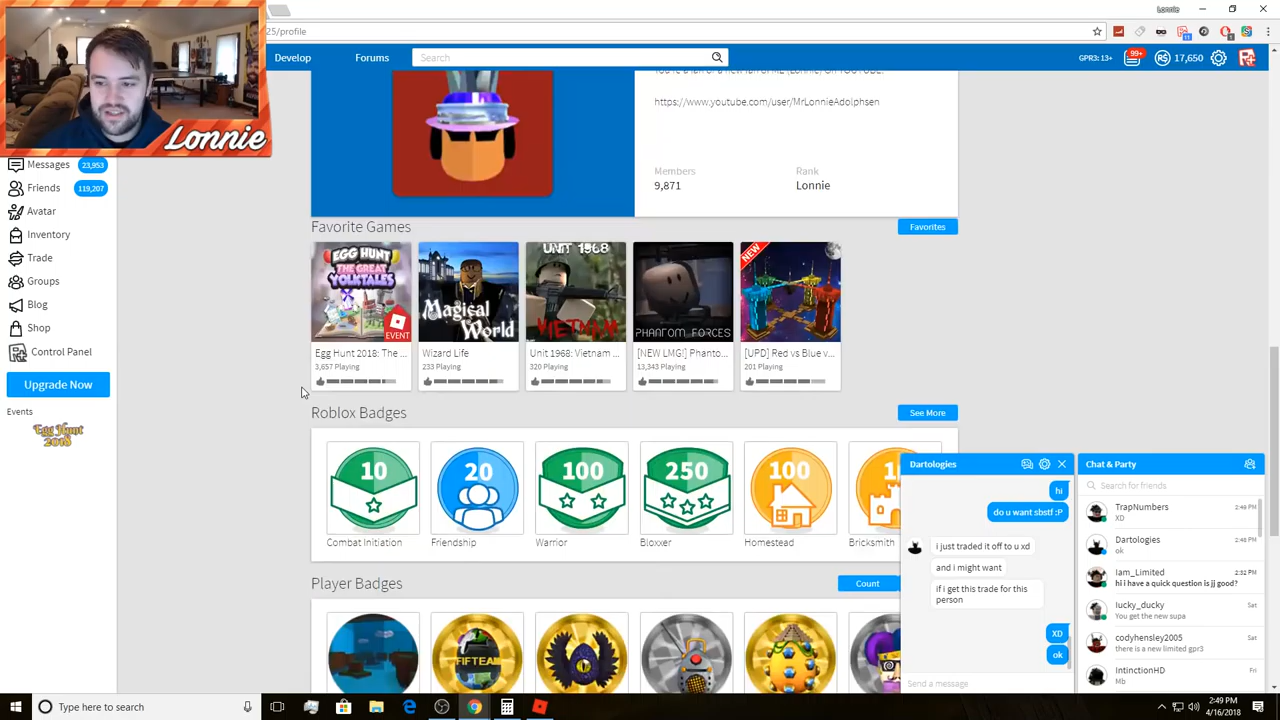 Lonnie
25/profile
Develop
Forums
Search
GPR3: 13+
99+
17,650
https://www.youtube.com/user/MrLonnieAdolphsen
Members
9,871
Rank
Lonnie
Lonnie
Messages 23,953
Friends 119,207
Avatar
Inventory
Trade
Groups
Blog
Shop
Control Panel
Upgrade Now
Events
Egg Hunt
2018
Favorite Games
Favorites
EGG HUNT
THE GREAT
YOLKTALES
EVENT
Egg Hunt 2018: The ...
3,657 Playing
Magical
World
Wizard Life
233 Playing
UNIT 1968
VIETNAM
Unit 1968: Vietnam ...
320 Playing
PHANTOM FORCES
[NEW LMG!] Phanto...
13,343 Playing
NEW
[UPD] Red vs Blue v...
201 Playing
Roblox Badges
See More
10
Combat Initiation
20
Friendship
100
Warrior
250
Bloxxer
100
Homestead
Bricksmith
Player Badges
Count
FIFTEAM
Dartologies
hi
do u want sbstf :P
i just traded it off to u xd
and i might want
if i get this trade for this
person
XD
ok
Send a message
Chat & Party
Search for friends
TrapNumbers 2:49 PM
XD
Dartologies 2:48 PM
ok
Iam_Limited 2:32 PM
hi i have a quick question is jj good?
lucky_ducky Sat
You get the new supa
codyhensley2005 Sat
there is a new limited gpr3
IntinctionHD Fri
Mb
Type here to search
2:49 PM
4/16/2018